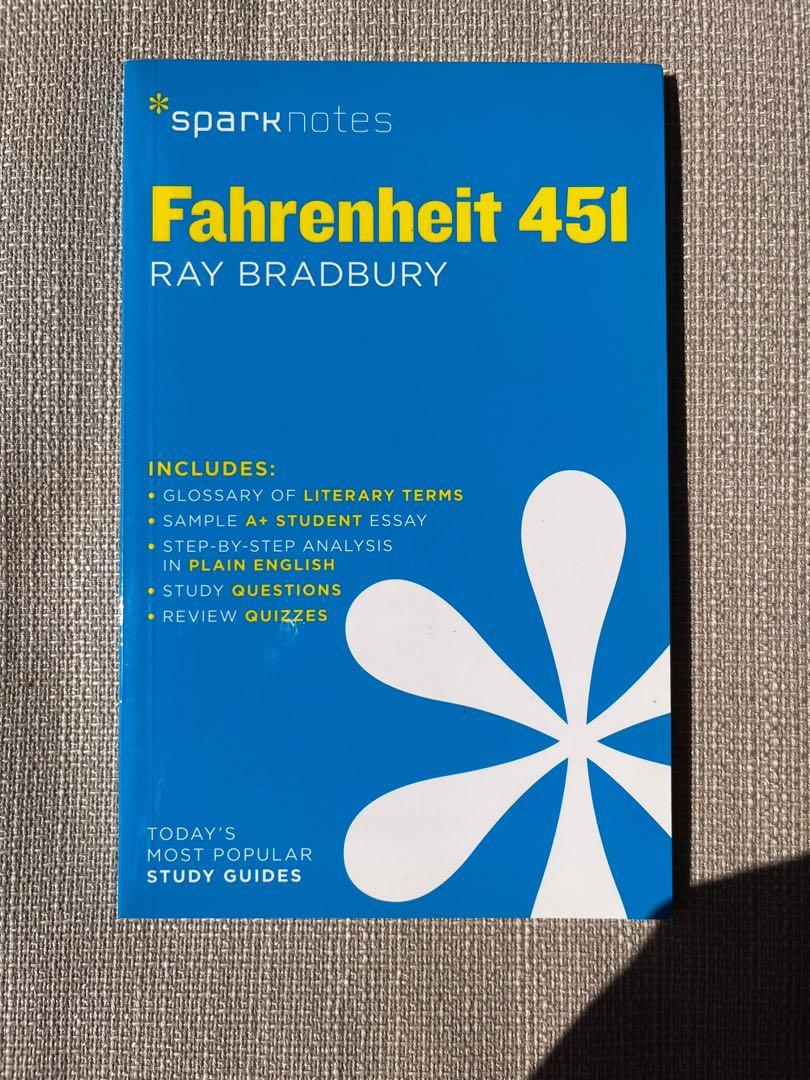 *sparknotes
Fahrenheit 451
RAY BRADBURY
INCLUDES:
• GLOSSARY OF LITERARY TERMS
• SAMPLE A+ STUDENT ESSAY
• STEP-BY-STEP ANALYSIS
IN PLAIN ENGLISH
• STUDY QUESTIONS
• REVIEW QUIZZES
TODAY'S
MOST POPULAR
STUDY GUIDES